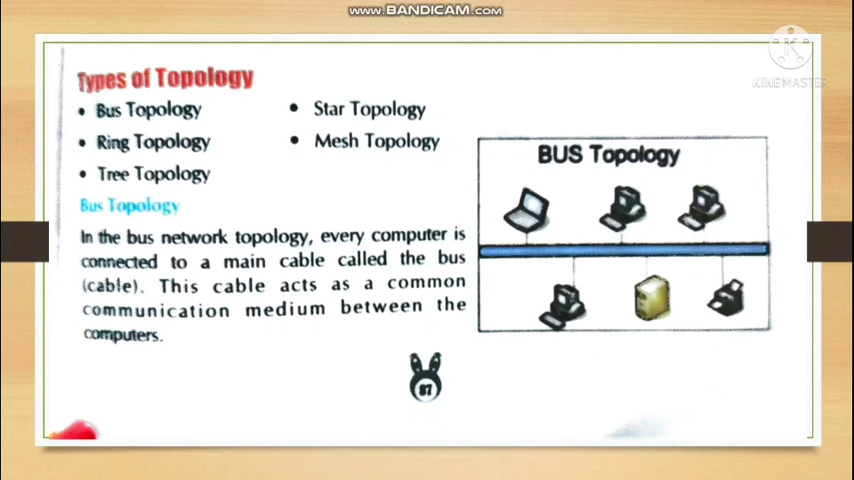 www.BANDICAM.com
KINEMASTER
Types of Topology
• Bus Topology
• Star Topology
• Ring Topology
• Mesh Topology
• Tree Topology
Bus Topology
In the bus network topology, every computer is
connected to a main cable called the bus
(cable). This cable acts as a common
communication medium between the
computers.
BUS Topology
87